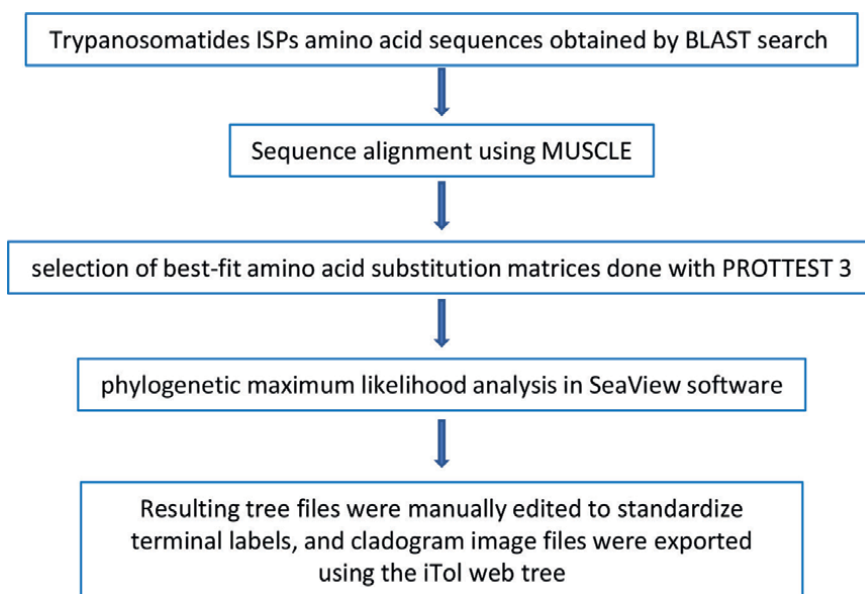 Trypanosomatides ISPs amino acid sequences obtained by BLAST search
Sequence alignment using MUSCLE
selection of best-fit amino acid substitution matrices done with PROTTEST 3
phylogenetic maximum likelihood analysis in SeaView software
Resulting tree files were manually edited to standardize
terminal labels, and cladogram image files were exported
using the iTol web tree